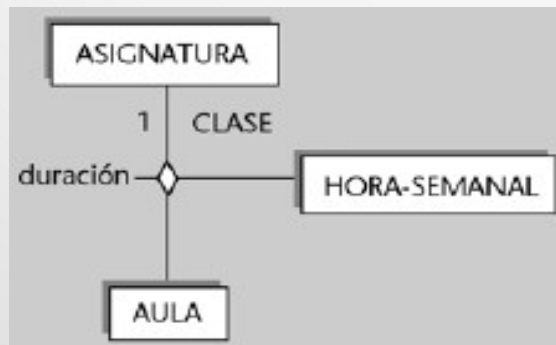 ASIGNATURA
1 CLASE
duración
HORA-SEMANAL
AULA